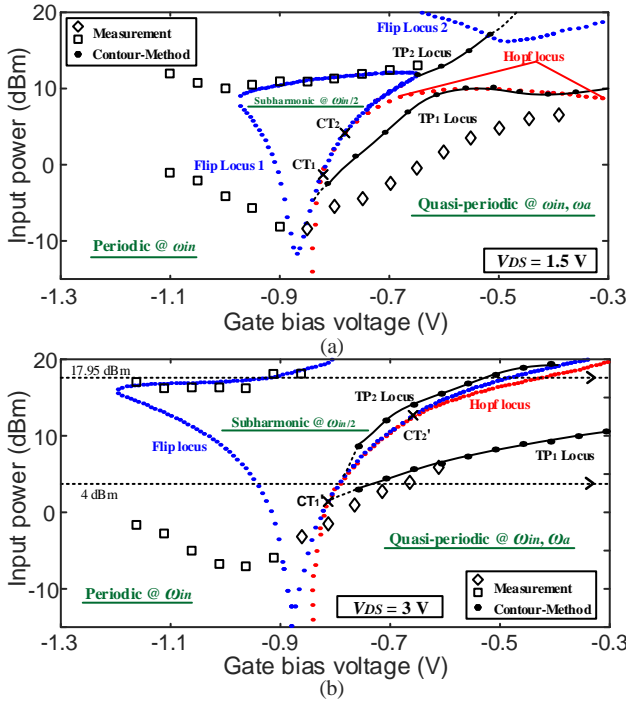 Input power (dBm)
20
10
0
-10
-1.3
-1.1
-0.9
-0.7
-0.5
-0.3
Gate bias voltage (V)
Measurement
Contour-Method
Flip Locus 2
TP2 Locus
Hopf locus
Subharmonic @ ωin/2
CT2
TP1 Locus
CT1
Flip Locus 1
Quasi-periodic @ ωin, ωa
Periodic @ ωin
VDS = 1.5 V
(a)
Input power (dBm)
20
10
0
-10
-1.3
-1.1
-0.9
-0.7
-0.5
-0.3
Gate bias voltage (V)
17.95 dBm
TP2 Locus
Subharmonic @ ωin/2
Hopf locus
Flip locus
CT2'
TP1 Locus
CT1
4 dBm
Quasi-periodic @ ωin, ωa
Periodic @ ωin
Measurement
Contour-Method
VDS = 3 V
(b)